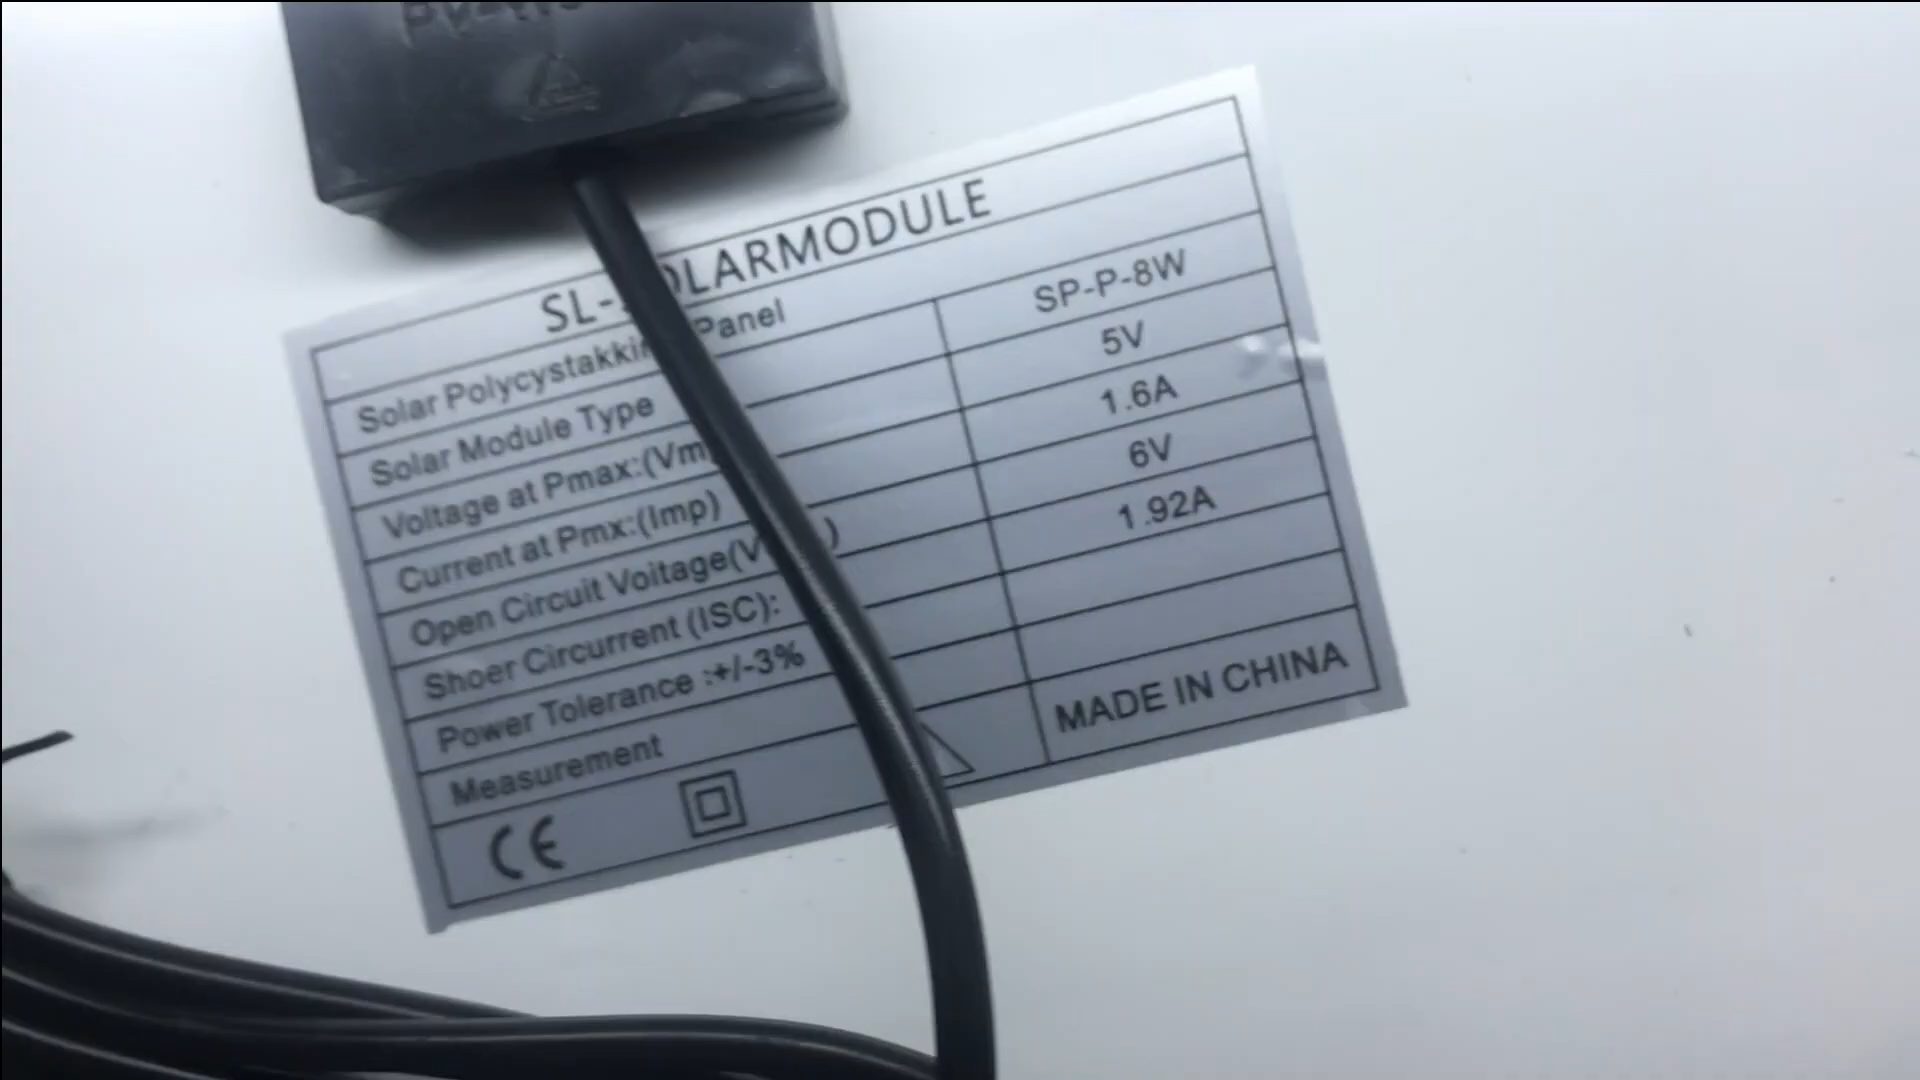 SL- OLARMODULE
Solar Polycystakkin Panel
Solar Module Type SP-P-8W
Voltage at Pmax:(Vm 5V
Current at Pmx:(Imp) 1.6A
Open Circuit Voitage(V ) 6V
Shoer Circurrent (ISC): 1.92A
Power Tolerance :+/-3%
Measurement
CE MADE IN CHINA